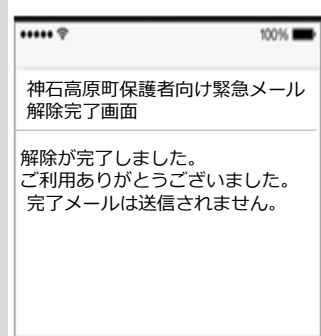 100%
神石高原町保護者向け緊急メール
解除完了画面
解除が完了しました。
ご利用ありがとうございました。
完了メールは送信されません。